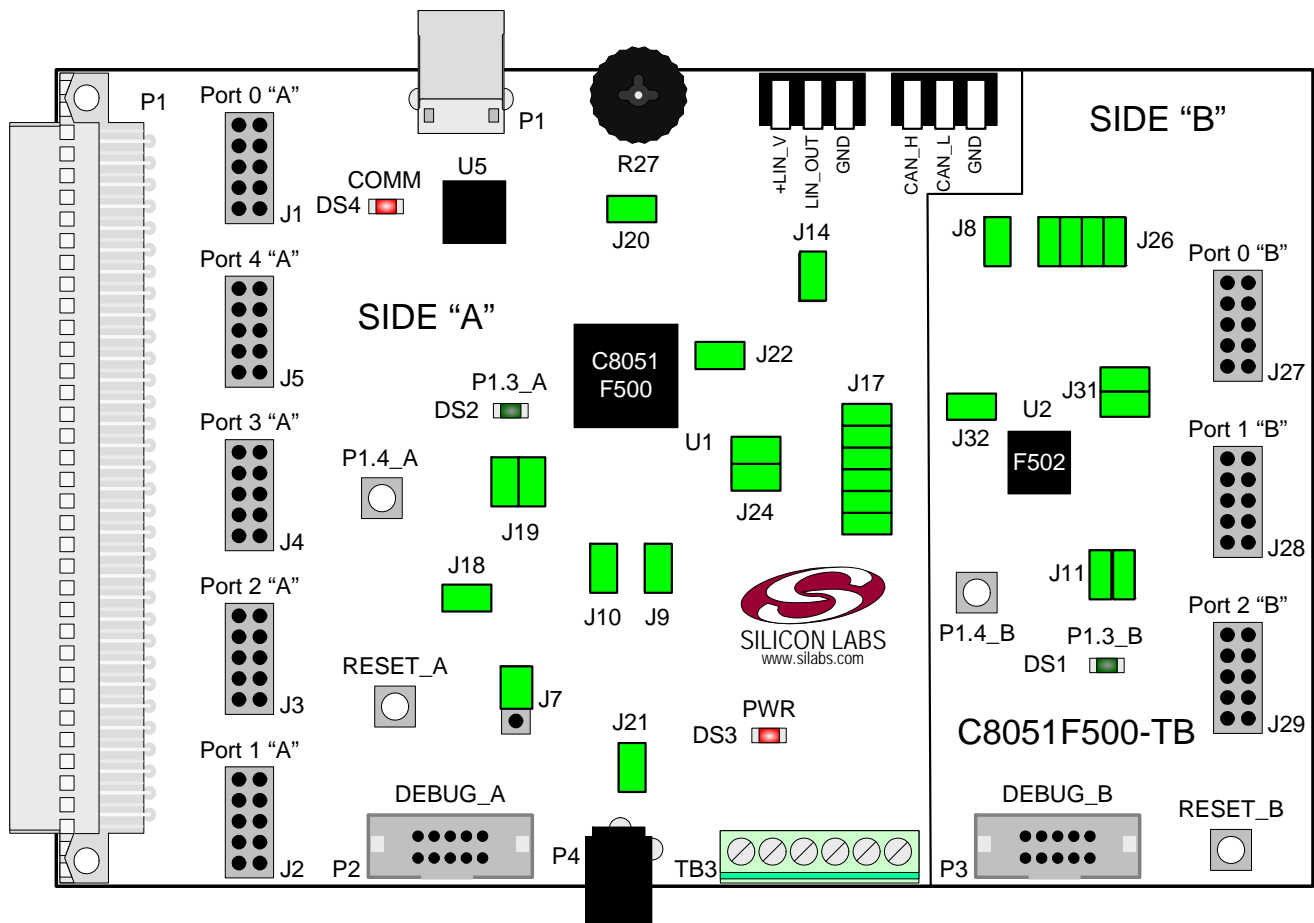 P1
Port 0 “A”
J1
P1
R27
+LIN_V
LIN_OUT
GND
CAN_H
CAN_L
GND
SIDE “B”
COMM
DS4
U5
J20
J14
J8
J26
Port 0 “B”
J27
Port 4 “A”
J5
SIDE “A”
C8051
F500
J22
P1.3_A
DS2
J17
J31
J32
U2
F502
Port 3 “A”
J4
P1.4_A
J19
U1
J24
Port 1 “B”
J28
J18
J10
J9
SILICON LABS
www.silabs.com
J11
P1.4_B
P1.3_B
DS1
Port 2 “A”
J3
RESET_A
J7
J21
PWR
DS3
Port 2 “B”
J29
C8051F500-TB
Port 1 “A”
J2
DEBUG_A
P2
P4
TB3
DEBUG_B
P3
RESET_B